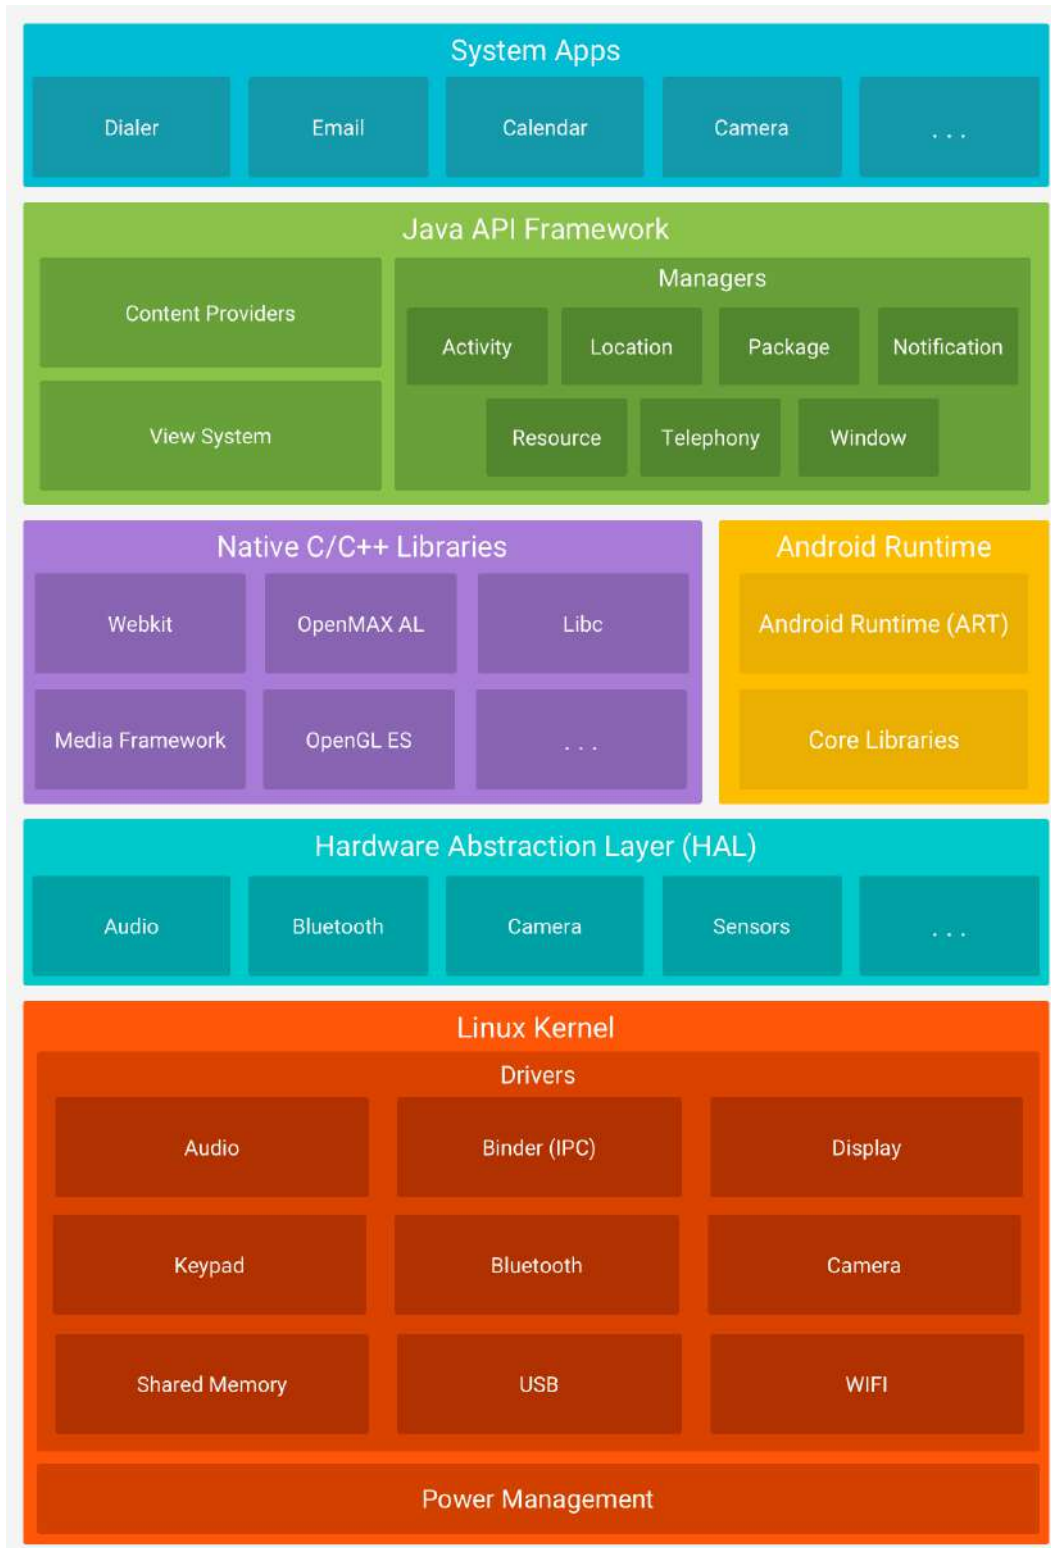 System Apps
Dialer
Email
Calendar
Camera
. . .
Java API Framework
Content Providers
View System
Managers
Activity
Location
Package
Notification
Resource
Telephony
Window
Native C/C++ Libraries
Webkit
OpenMAX AL
Libc
Media Framework
OpenGL ES
. . .
Android Runtime
Android Runtime (ART)
Core Libraries
Hardware Abstraction Layer (HAL)
Audio
Bluetooth
Camera
Sensors
. . .
Linux Kernel
Drivers
Audio
Binder (IPC)
Display
Keypad
Bluetooth
Camera
Shared Memory
USB
WIFI
Power Management